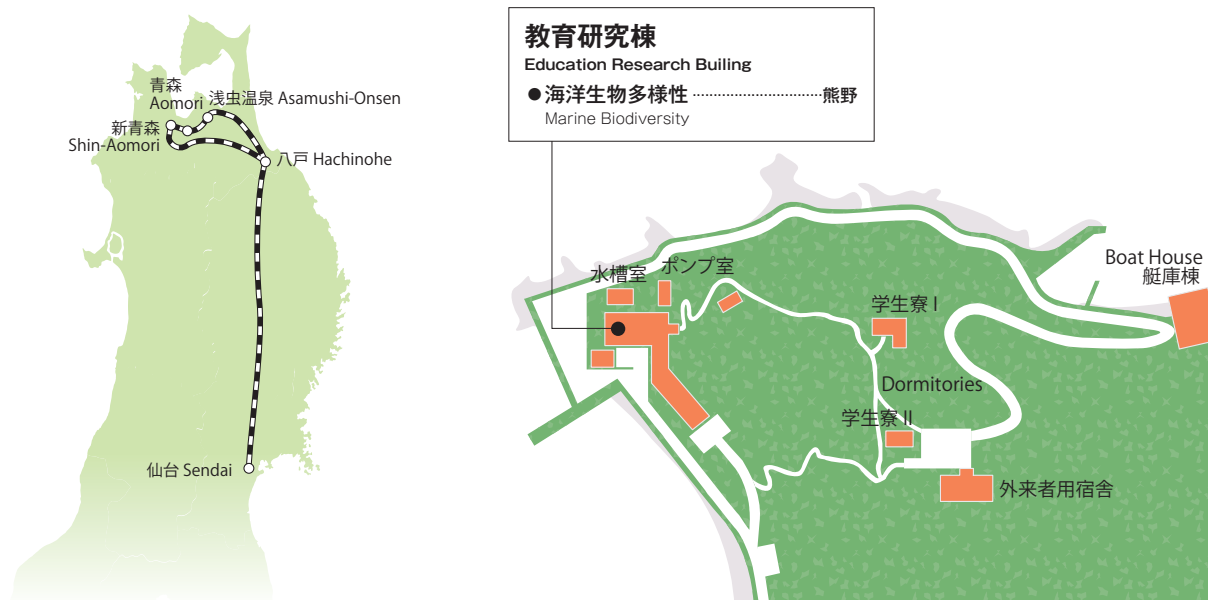 青森
Aomori
浅虫温泉 Asamushi-Onsen
新青森
Shin-Aomori
八戸 Hachinohe
仙台 Sendai
教育研究棟
Education Research Builing
●海洋生物多様性 ……………………… 熊野
Marine Biodiversity
水槽室
ポンプ室
Boat House
艇庫棟
学生寮 I
Dormitories
学生寮 II
外来者用宿舎